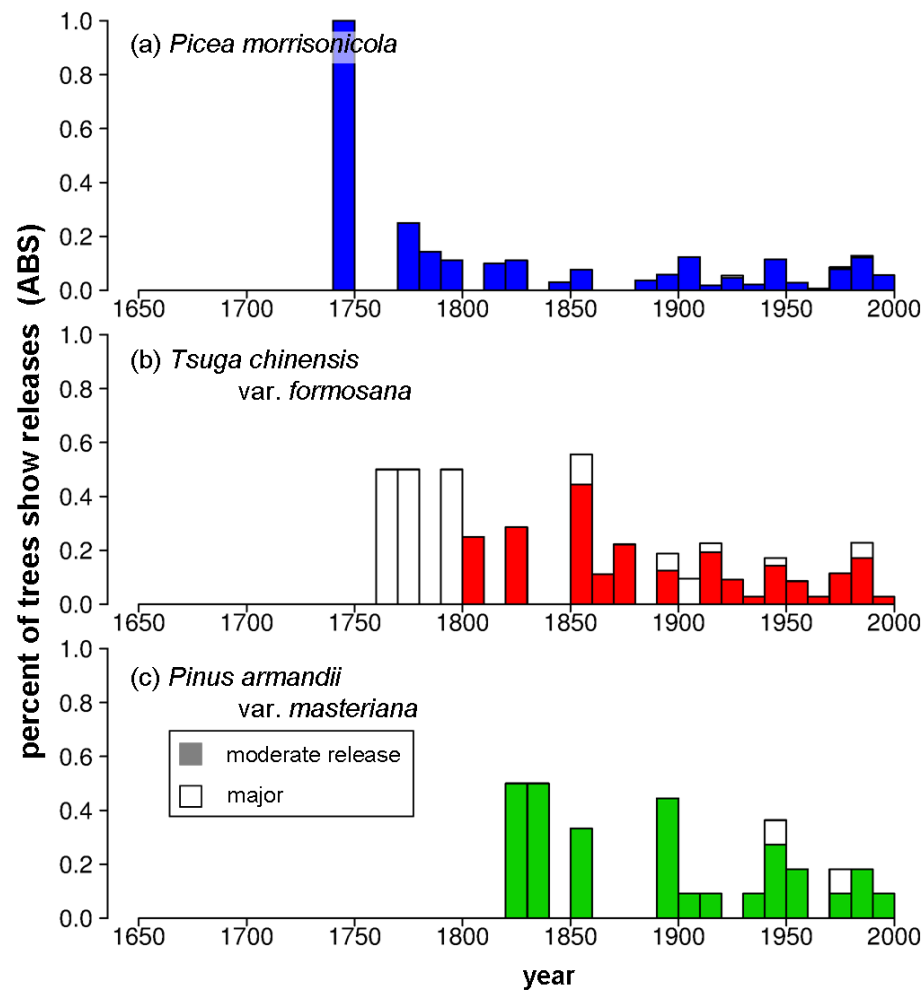 percent of trees show releases (ABS)
1.0
0.8
0.6
0.4
0.2
0.0
(a) Picea morrisonicola
1650 1700 1750 1800 1850 1900 1950 2000
1.0
0.8
0.6
0.4
0.2
0.0
(b) Tsuga chinensis
var. formosana
1650 1700 1750 1800 1850 1900 1950 2000
1.0
0.8
0.6
0.4
0.2
0.0
(c) Pinus armandii
var. masteriana
moderate release
major
1650 1700 1750 1800 1850 1900 1950 2000
year